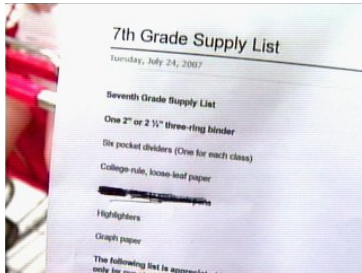 7th Grade Supply List
Tuesday, July 24, 2007
Seventh Grade Supply List
One 2" or 2 ½" three-ring binder
Six pocket dividers (One for each class)
College-rule, loose-leaf paper
Highlighters
Graph paper
The following list is appreciated
only be